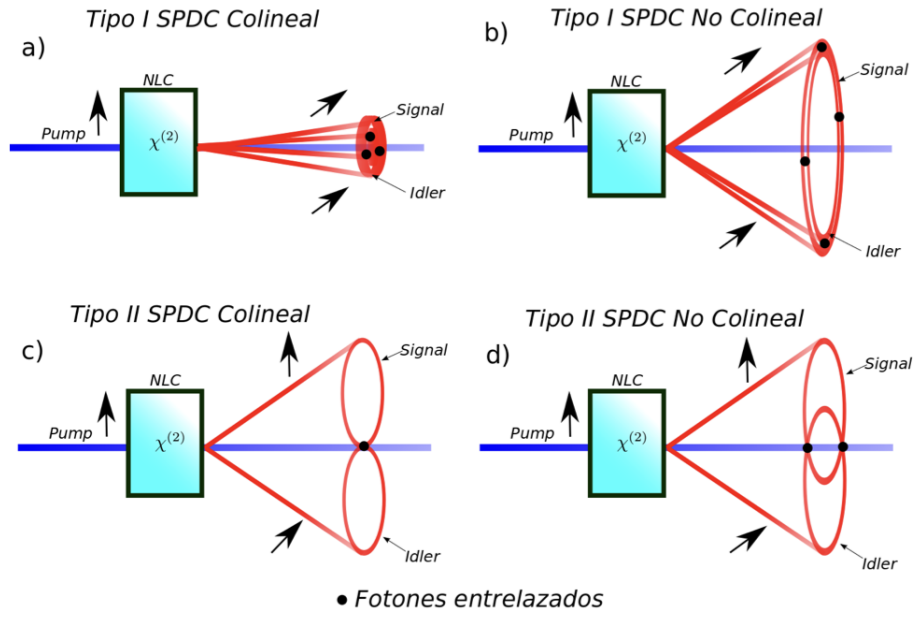 Tipo I SPDC Colineal
a)
NLC
Pump
χ(2)
Signal
Idler
Tipo I SPDC No Colineal
b)
NLC
Pump
χ(2)
Signal
Idler
Tipo II SPDC Colineal
c)
NLC
Pump
χ(2)
Signal
Idler
Tipo II SPDC No Colineal
d)
NLC
Pump
χ(2)
Signal
Idler
Fotones entrelazados